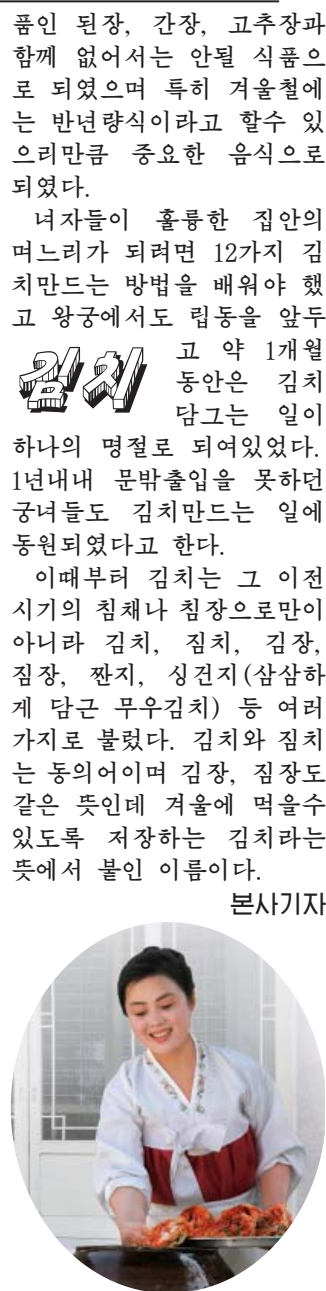 품인 된장, 간장, 고추장과
함께 없어서는 안될 식품으
로 되였으며 특히 겨울철에
는 반년량식이라고 할수 있
으리만큼 중요한 음식으로
되였다.
녀자들이 훌륭한 집안의
며느리가 되려면 12가지 김
치만드는 방법을 배워야 했
고 왕궁에서도 립동을 앞두
김치
고 약 1개월
동안은 김치
담그는 일이
하나의 명절로 되여있었다.
1년내내 문밖출입을 못하던
궁녀들도 김치만드는 일에
동원되였다고 한다.
이때부터 김치는 그 이전
시기의 침채나 침장으로만이
아니라 김치, 짐치, 김장,
짐장, 짠지, 싱건지(삼삼하
게 담근 무우김치) 등 여러
가지로 불렀다. 김치와 짐치
는 동의어이며 김장, 짐장도
같은 뜻인데 겨울에 먹을수
있도록 저장하는 김치라는
뜻에서 붙인 이름이다.
본사기자